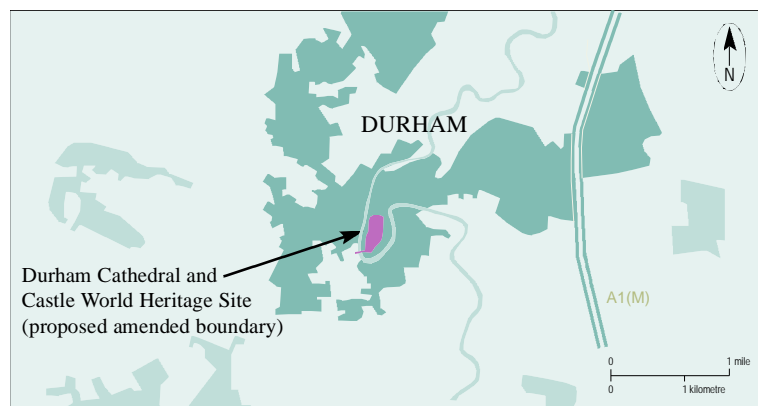 N
DURHAM
Durham Cathedral and
Castle World Heritage Site
(proposed amended boundary)
A1(M)
0 1 mile
0 1 kilometre